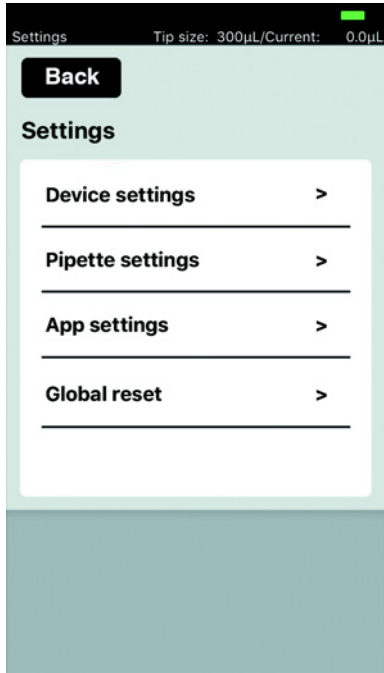 Settings Tip size: 300µL/Current: 0.0µL
Back
Settings
Device settings >
Pipette settings >
App settings >
Global reset >